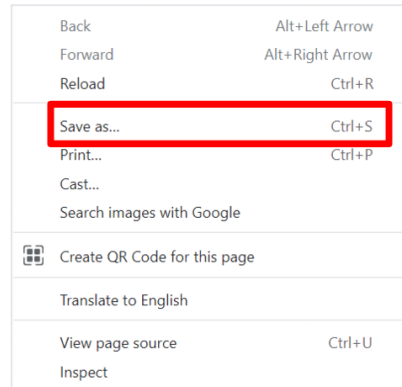 Back Alt+Left Arrow
Forward Alt+Right Arrow
Reload Ctrl+R
Save as... Ctrl+S
Print... Ctrl+P
Cast...
Search images with Google
Create QR Code for this page
Translate to English
View page source Ctrl+U
Inspect